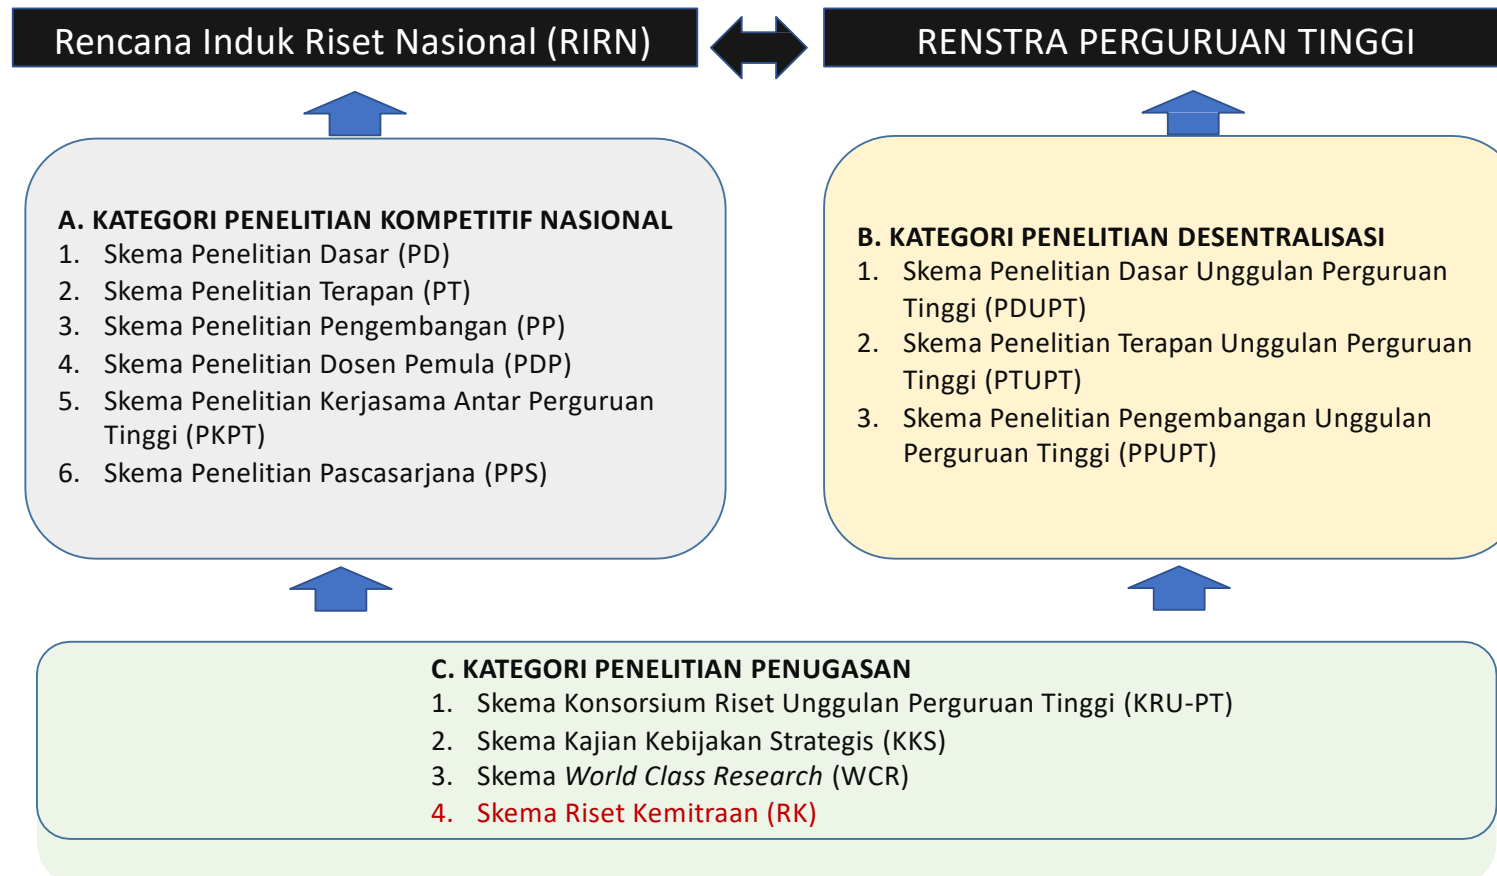 Rencana Induk Riset Nasional (RIRN)
RENSTRA PERGURUAN TINGGI
A. KATEGORI PENELITIAN KOMPETITIF NASIONAL
1. Skema Penelitian Dasar (PD)
2. Skema Penelitian Terapan (PT)
3. Skema Penelitian Pengembangan (PP)
4. Skema Penelitian Dosen Pemula (PDP)
5. Skema Penelitian Kerjasama Antar Perguruan
Tinggi (PKPT)
6. Skema Penelitian Pascasarjana (PPS)
B. KATEGORI PENELITIAN DESENTRALISASI
1. Skema Penelitian Dasar Unggulan Perguruan
Tinggi (PDUPT)
2. Skema Penelitian Terapan Unggulan Perguruan
Tinggi (PTUPT)
3. Skema Penelitian Pengembangan Unggulan
Perguruan Tinggi (PPUPT)
C. KATEGORI PENELITIAN PENUGASAN
1. Skema Konsorsium Riset Unggulan Perguruan Tinggi (KRU-PT)
2. Skema Kajian Kebijakan Strategis (KKS)
3. Skema World Class Research (WCR)
4. Skema Riset Kemitraan (RK)